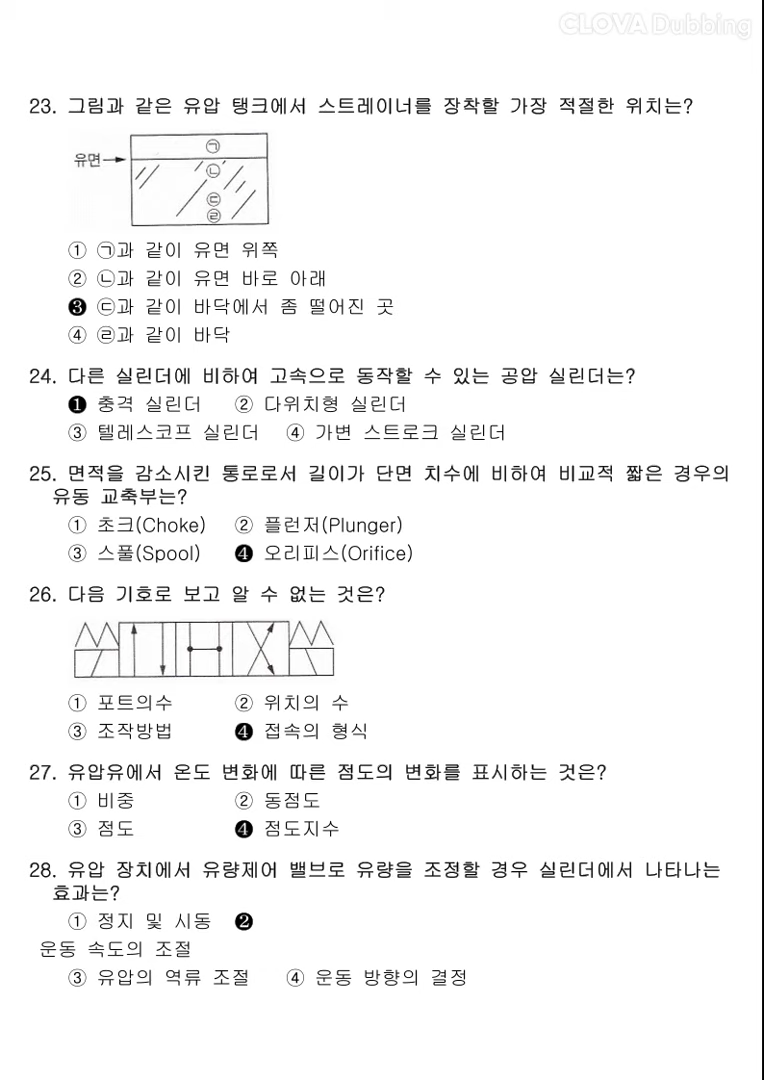 CLOVA Dubbing
23. 그림과 같은 유압 탱크에서 스트레이너를 장착할 가장 적절한 위치는?
㉠
유면
㉡
㉢
㉣
① ㉠과 같이 유면 위쪽
② ㉡과 같이 유면 바로 아래
❸ ㉢과 같이 바닥에서 좀 떨어진 곳
④ ㉣과 같이 바닥
24. 다른 실린더에 비하여 고속으로 동작할 수 있는 공압 실린더는?
❶ 충격 실린더 ② 다위치형 실린더
③ 텔레스코프 실린더 ④ 가변 스트로크 실린더
25. 면적을 감소시킨 통로로서 길이가 단면 치수에 비하여 비교적 짧은 경우의
유동 교축부는?
① 초크(Choke) ② 플런저(Plunger)
③ 스풀(Spool) ❹ 오리피스(Orifice)
26. 다음 기호로 보고 알 수 없는 것은?
① 포트의수 ② 위치의 수
③ 조작방법 ❹ 접속의 형식
27. 유압유에서 온도 변화에 따른 점도의 변화를 표시하는 것은?
① 비중 ② 동점도
③ 점도 ❹ 점도지수
28. 유압 장치에서 유량제어 밸브로 유량을 조정할 경우 실린더에서 나타나는
효과는?
① 정지 및 시동 ❷
운동 속도의 조절
③ 유압의 역류 조절 ④ 운동 방향의 결정